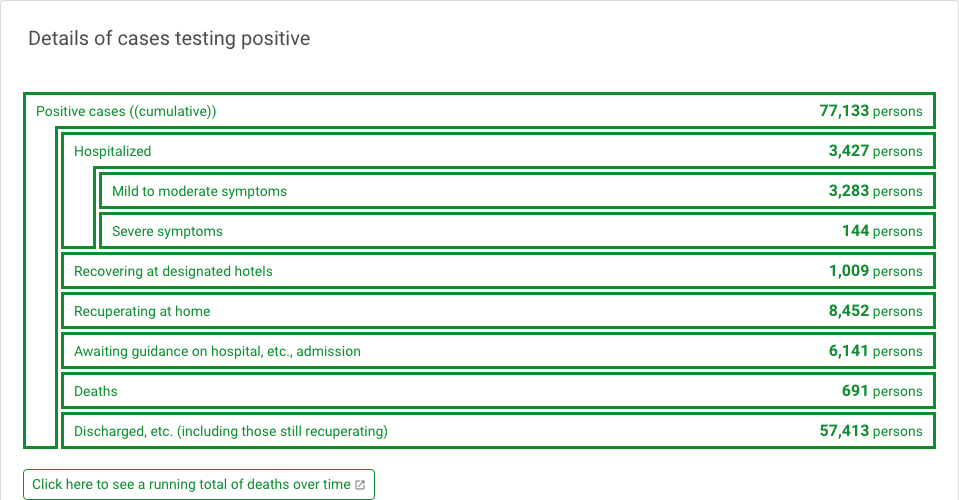 Details of cases testing positive
Positive cases ((cumulative)) 77,133 persons
Hospitalized 3,427 persons
Mild to moderate symptoms 3,283 persons
Severe symptoms 144 persons
Recovering at designated hotels 1,009 persons
Recuperating at home 8,452 persons
Awaiting guidance on hospital, etc., admission 6,141 persons
Deaths 691 persons
Discharged, etc. (including those still recuperating) 57,413 persons
Click here to see a running total of deaths over time